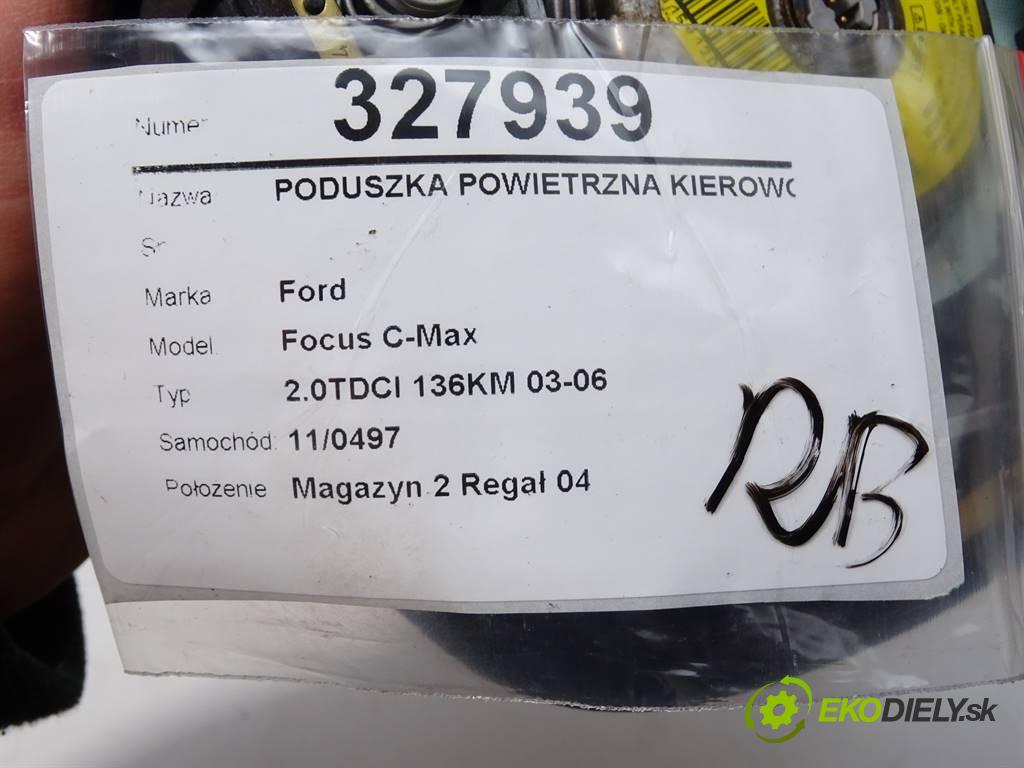 Numer 327939
Nazwa PODUSZKA POWIETRZNA KIEROWC
Marka Ford
Model Focus C-Max
Typ 2.0TDCI 136KM 03-06
Samochód: 11/0497
Położenie Magazyn 2 Regał 04
RB
EKODIELY.sk